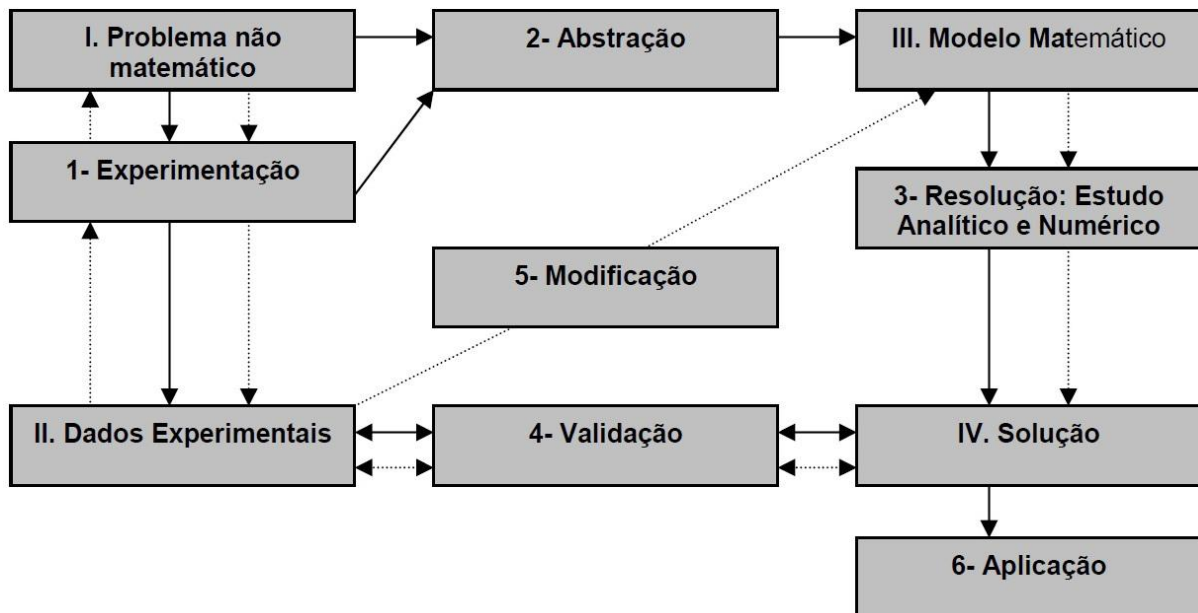 I. Problema não
matemático
2- Abstração
III. Modelo Matemático
1- Experimentação
3- Resolução: Estudo
Analítico e Numérico
5- Modificação
II. Dados Experimentais
4- Validação
IV. Solução
6- Aplicação